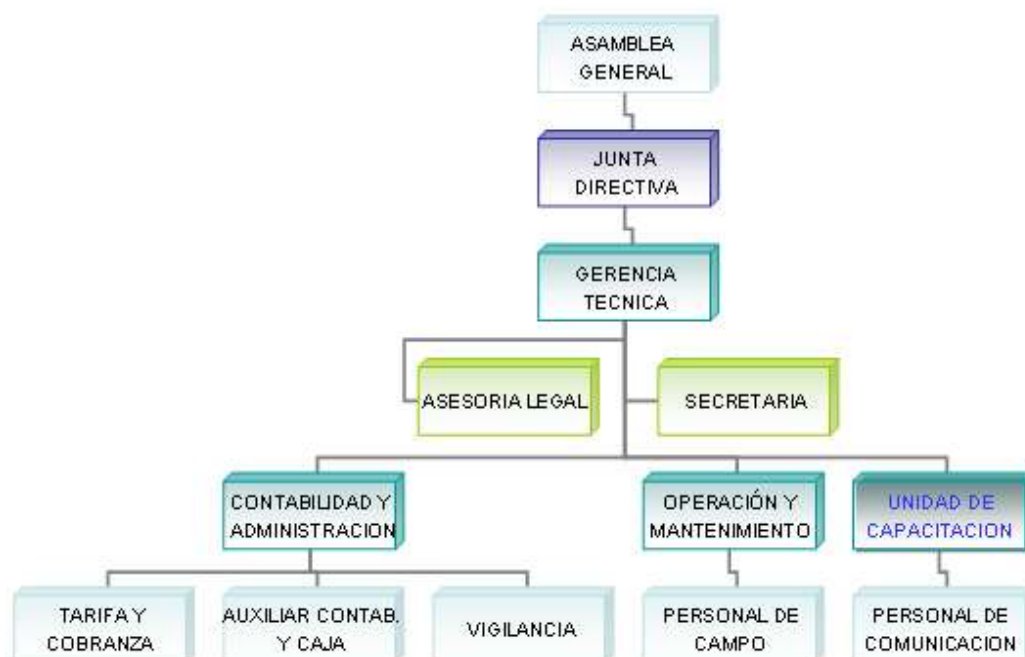 ASAMBLEA
GENERAL
JUNTA
DIRECTIVA
GERENCIA
TECNICA
ASESORIA LEGAL
SECRETARIA
CONTABILIDAD Y
ADMINISTRACION
OPERACIÓN Y
MANTENIMIENTO
UNIDAD DE
CAPACITACION
TARIFA Y
COBRANZA
AUXILIAR CONTAB.
Y CAJA
VIGILANCIA
PERSONAL DE
CAMPO
PERSONAL DE
COMUNICACION